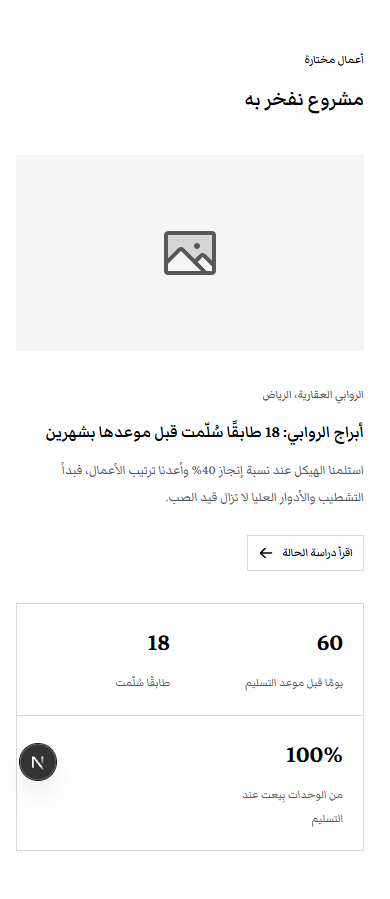 أعمال مختارة
مشروع نفخر به
الروابي العقارية، الرياض
أبراج الروابي: 18 طابقًا سُلّمت قبل موعدها بشهرين
استلمنا الهيكل عند نسبة إنجاز 40% وأعدنا ترتيب الأعمال، فبدأ
التشطيب والأدوار العليا لا تزال قيد الصب.
اقرأ دراسة الحالة
60
يومًا قبل موعد التسليم
18
طابقًا سُلّمت
100%
من الوحدات بِيعت عند
التسليم
N